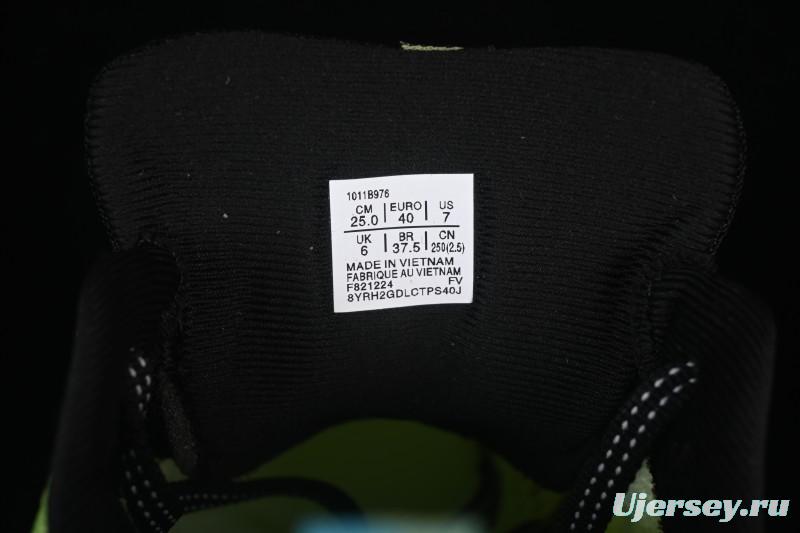 1011B976
CM EURO US
25.0 40 7
UK BR CN
6 37.5 250(2.5)
MADE IN VIETNAM
FABRIQUE AU VIETNAM
F821224 FV
8YRH2GDLCTPS40J
Ujersey.ru